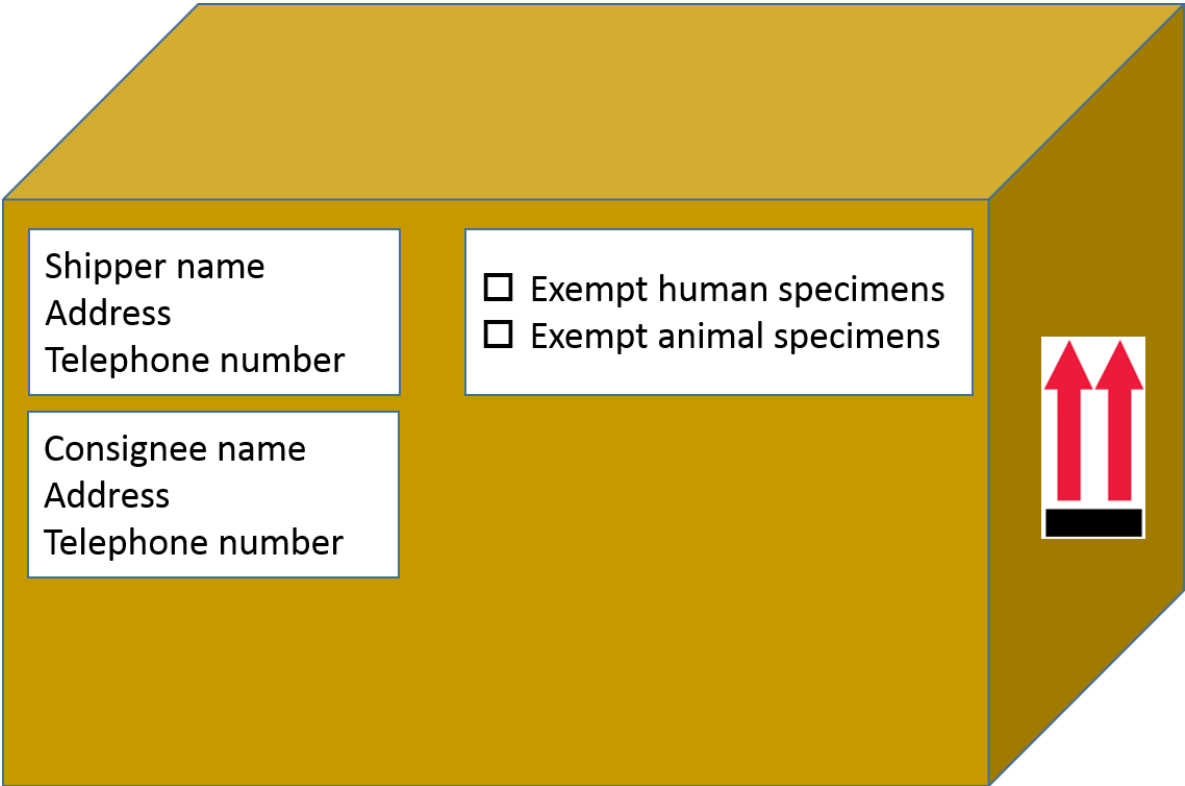 Shipper name
Address
Telephone number
☐ Exempt human specimens
☐ Exempt animal specimens
Consignee name
Address
Telephone number